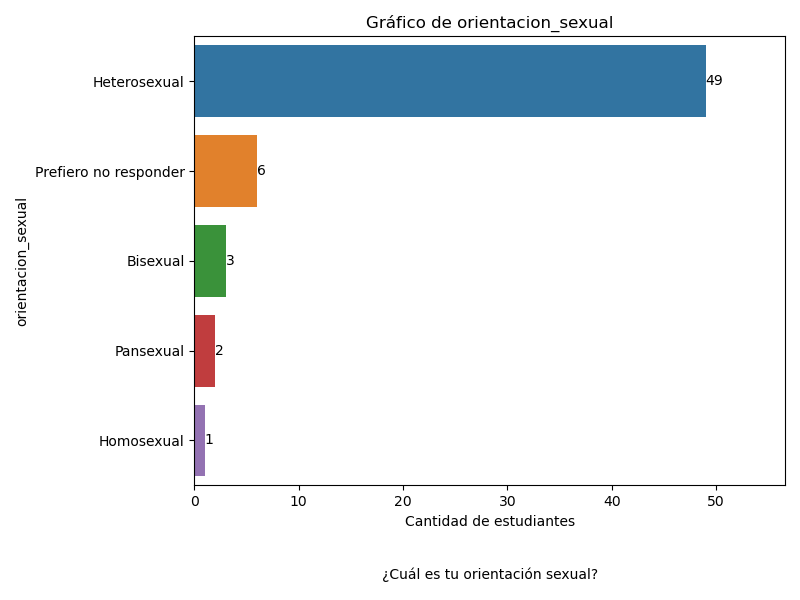 Gráfico de orientacion_sexual
orientacion_sexual
Heterosexual
49
Prefiero no responder
6
Bisexual
3
Pansexual
2
Homosexual
1
0 10 20 30 40 50
Cantidad de estudiantes
¿Cuál es tu orientación sexual?